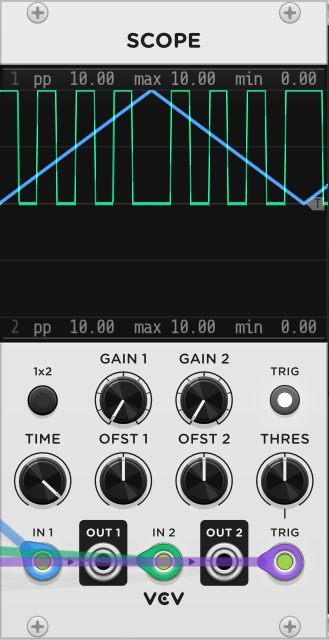 SCOPE
1 pp 10.00 max 10.00 min 0.00
T
2 pp 10.00 max 10.00 min 0.00
GAIN 1 GAIN 2
1x2 TRIG
TIME OFST 1 OFST 2 THRES
IN 1 OUT 1 IN 2 OUT 2 TRIG
VCV